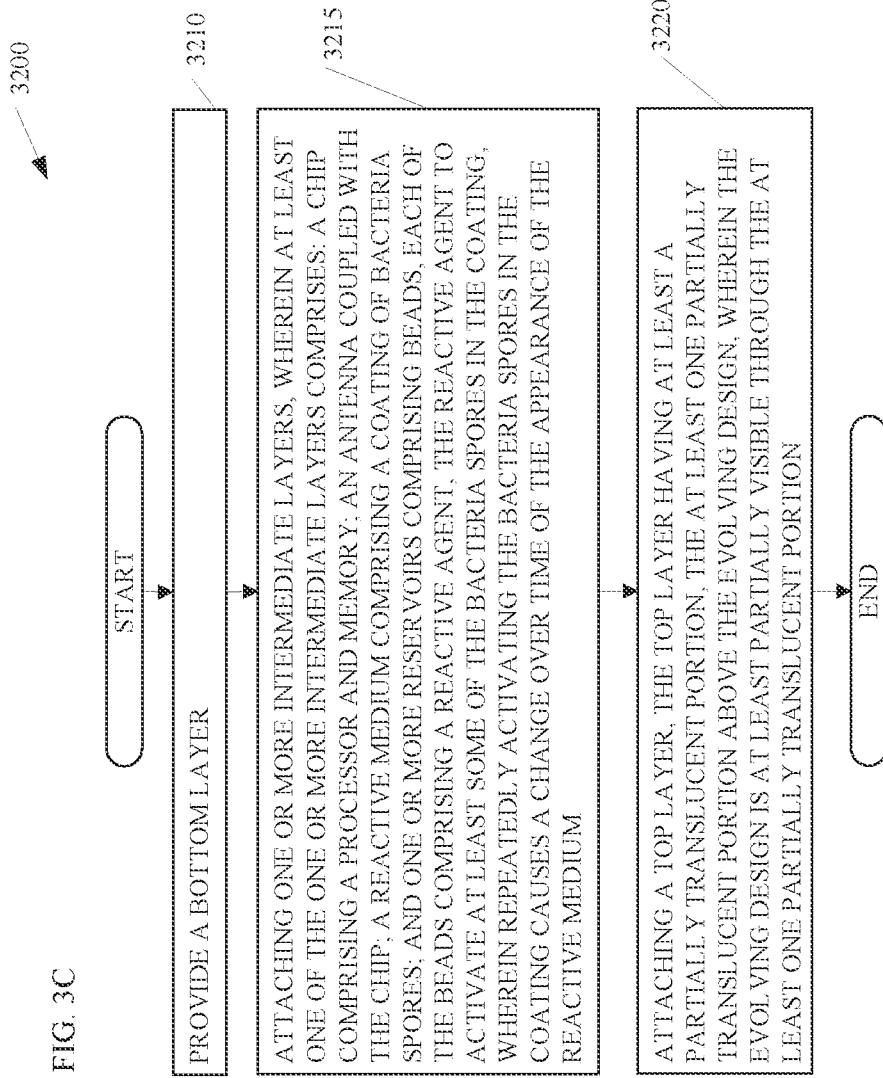 FIG. 3C
3200
START
PROVIDE A BOTTOM LAYER
3210
ATTACHING ONE OR MORE INTERMEDIATE LAYERS, WHEREIN AT LEAST
ONE OF THE ONE OR MORE INTERMEDIATE LAYERS COMPRISES: A CHIP
COMPRISING A PROCESSOR AND MEMORY; AN ANTENNA COUPLED WITH
THE CHIP; A REACTIVE MEDIUM COMPRISING A COATING OF BACTERIA
SPORES; AND ONE OR MORE RESERVOIRS COMPRISING BEADS, EACH OF
THE BEADS COMPRISING A REACTIVE AGENT, THE REACTIVE AGENT TO
ACTIVATE AT LEAST SOME OF THE BACTERIA SPORES IN THE COATING,
WHEREIN REPEATEDLY ACTIVATING THE BACTERIA SPORES IN THE
COATING CAUSES A CHANGE OVER TIME OF THE APPEARANCE OF THE
REACTIVE MEDIUM
3215
ATTACHING A TOP LAYER, THE TOP LAYER HAVING AT LEAST A
PARTIALLY TRANSLUCENT PORTION, THE AT LEAST ONE PARTIALLY
TRANSLUCENT PORTION ABOVE THE EVOLVING DESIGN, WHEREIN THE
EVOLVING DESIGN IS AT LEAST PARTIALLY VISIBLE THROUGH THE AT
LEAST ONE PARTIALLY TRANSLUCENT PORTION
3220
END